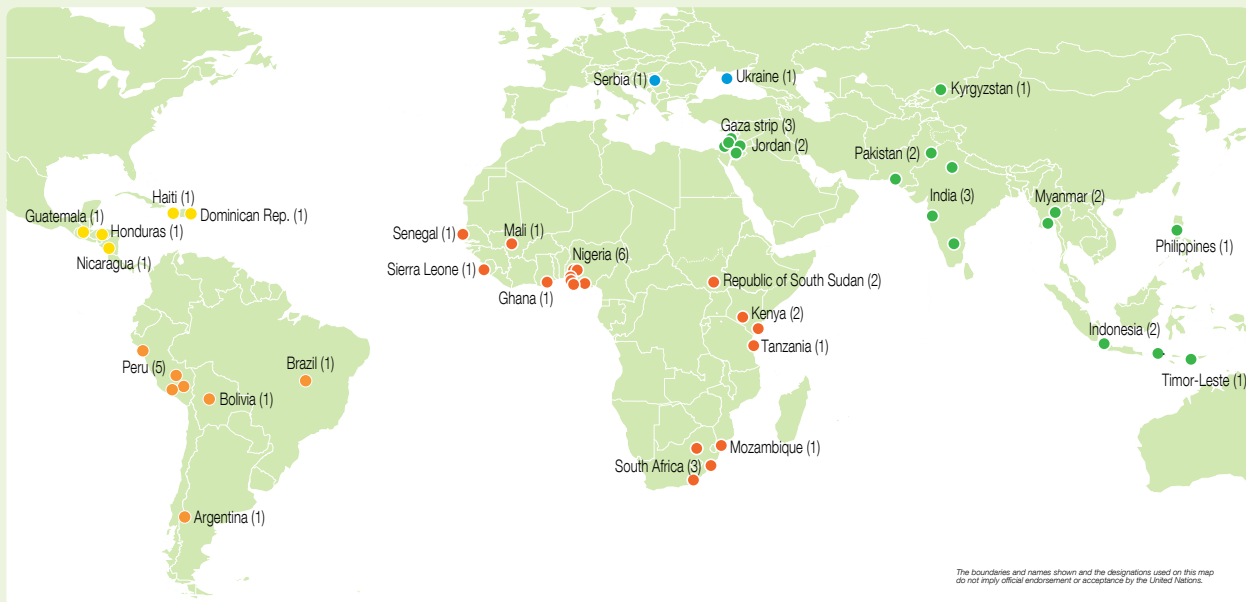 Serbia (1)
Ukraine (1)
Kyrgyzstan (1)
Gaza strip (3)
Jordan (2)
Pakistan (2)
India (3)
Myanmar (2)
Philippines (1)
Haiti (1)
Dominican Rep. (1)
Guatemala (1)
Honduras (1)
Nicaragua (1)
Senegal (1)
Mali (1)
Sierra Leone (1)
Nigeria (6)
Ghana (1)
Republic of South Sudan (2)
Kenya (2)
Tanzania (1)
Indonesia (2)
Timor-Leste (1)
Peru (5)
Brazil (1)
Bolivia (1)
Mozambique (1)
South Africa (3)
Argentina (1)
The boundaries and names shown and the designations used on this map
do not imply official endorsement or acceptance by the United Nations.